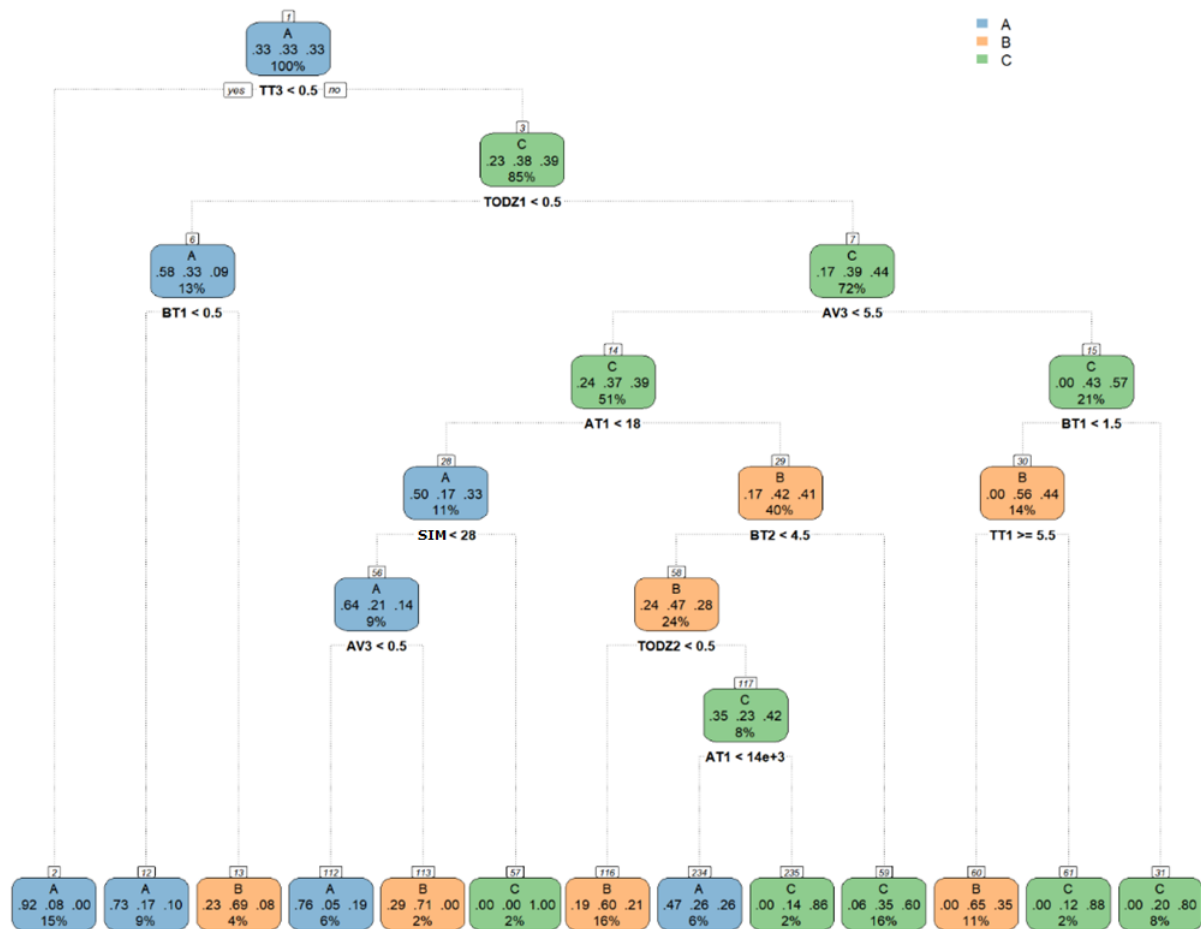 1
A
.33 .33 .33
100%
yes TT3 < 0.5 no
A
B
C
3
C
.23 .38 .39
85%
TODZ1 < 0.5
6
A
.58 .33 .09
13%
BT1 < 0.5
7
C
.17 .39 .44
72%
AV3 < 5.5
14
C
.24 .37 .39
51%
AT1 < 18
15
C
.00 .43 .57
21%
BT1 < 1.5
28
A
.50 .17 .33
11%
SIM < 28
29
B
.17 .42 .41
40%
BT2 < 4.5
30
B
.00 .56 .44
14%
TT1 >= 5.5
56
A
.64 .21 .14
9%
AV3 < 0.5
58
B
.24 .47 .28
24%
TODZ2 < 0.5
117
C
.35 .23 .42
8%
AT1 < 14e+3
2
A
.92 .08 .00
15%
12
A
.73 .17 .10
9%
13
B
.23 .69 .08
4%
112
A
.76 .05 .19
6%
113
B
.29 .71 .00
2%
57
C
.00 .00 1.00
2%
116
B
.19 .60 .21
16%
234
A
.47 .26 .26
6%
235
C
.00 .14 .86
2%
59
C
.06 .35 .60
16%
60
B
.00 .65 .35
11%
61
C
.00 .12 .88
2%
31
C
.00 .20 .80
8%